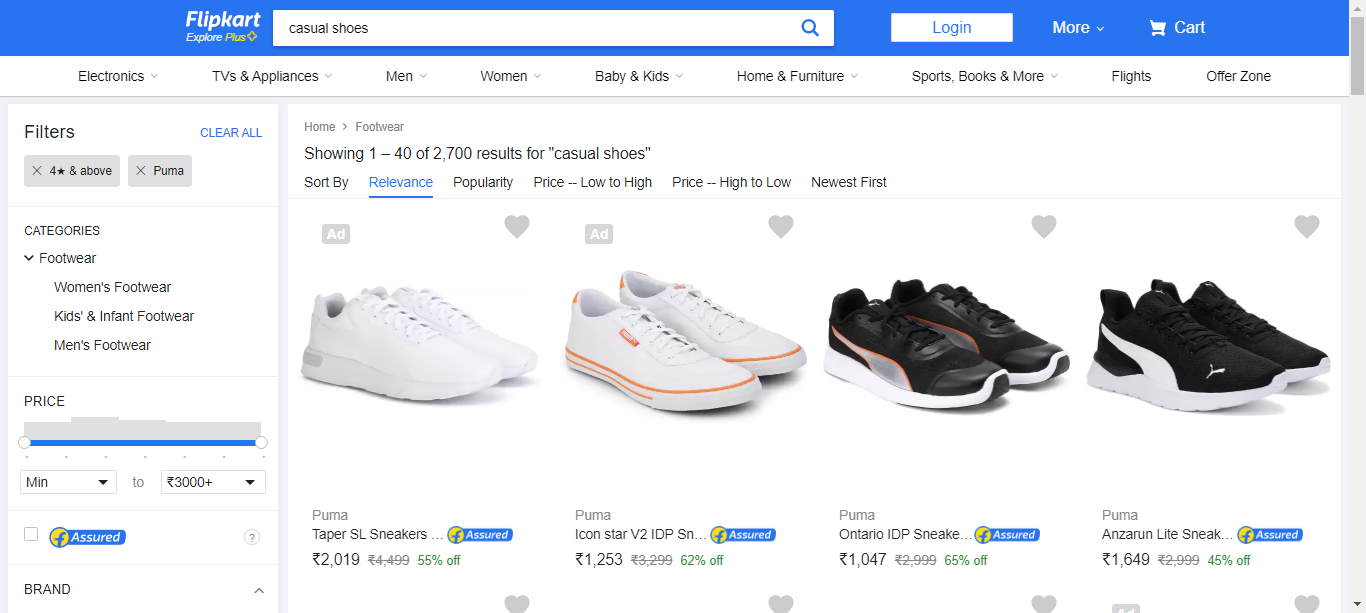 Flipkart
Explore Plus
casual shoes
Login
More
Cart
Electronics
TVs & Appliances
Men
Women
Baby & Kids
Home & Furniture
Sports, Books & More
Flights
Offer Zone
Filters
CLEAR ALL
4★ & above
Puma
CATEGORIES
Footwear
Women's Footwear
Kids' & Infant Footwear
Men's Footwear
PRICE
Min
to
₹3000+
Assured
?
BRAND
Home
Footwear
Showing 1 – 40 of 2,700 results for "casual shoes"
Sort By
Relevance
Popularity
Price -- Low to High
Price -- High to Low
Newest First
Ad
Puma
Taper SL Sneakers ...
Assured
₹2,019 ₹4,499 55% off
Ad
Puma
Icon star V2 IDP Sn...
Assured
₹1,253 ₹3,299 62% off
Puma
Ontario IDP Sneake...
Assured
₹1,047 ₹2,999 65% off
Puma
Anzarun Lite Sneak...
Assured
₹1,649 ₹2,999 45% off
Ad